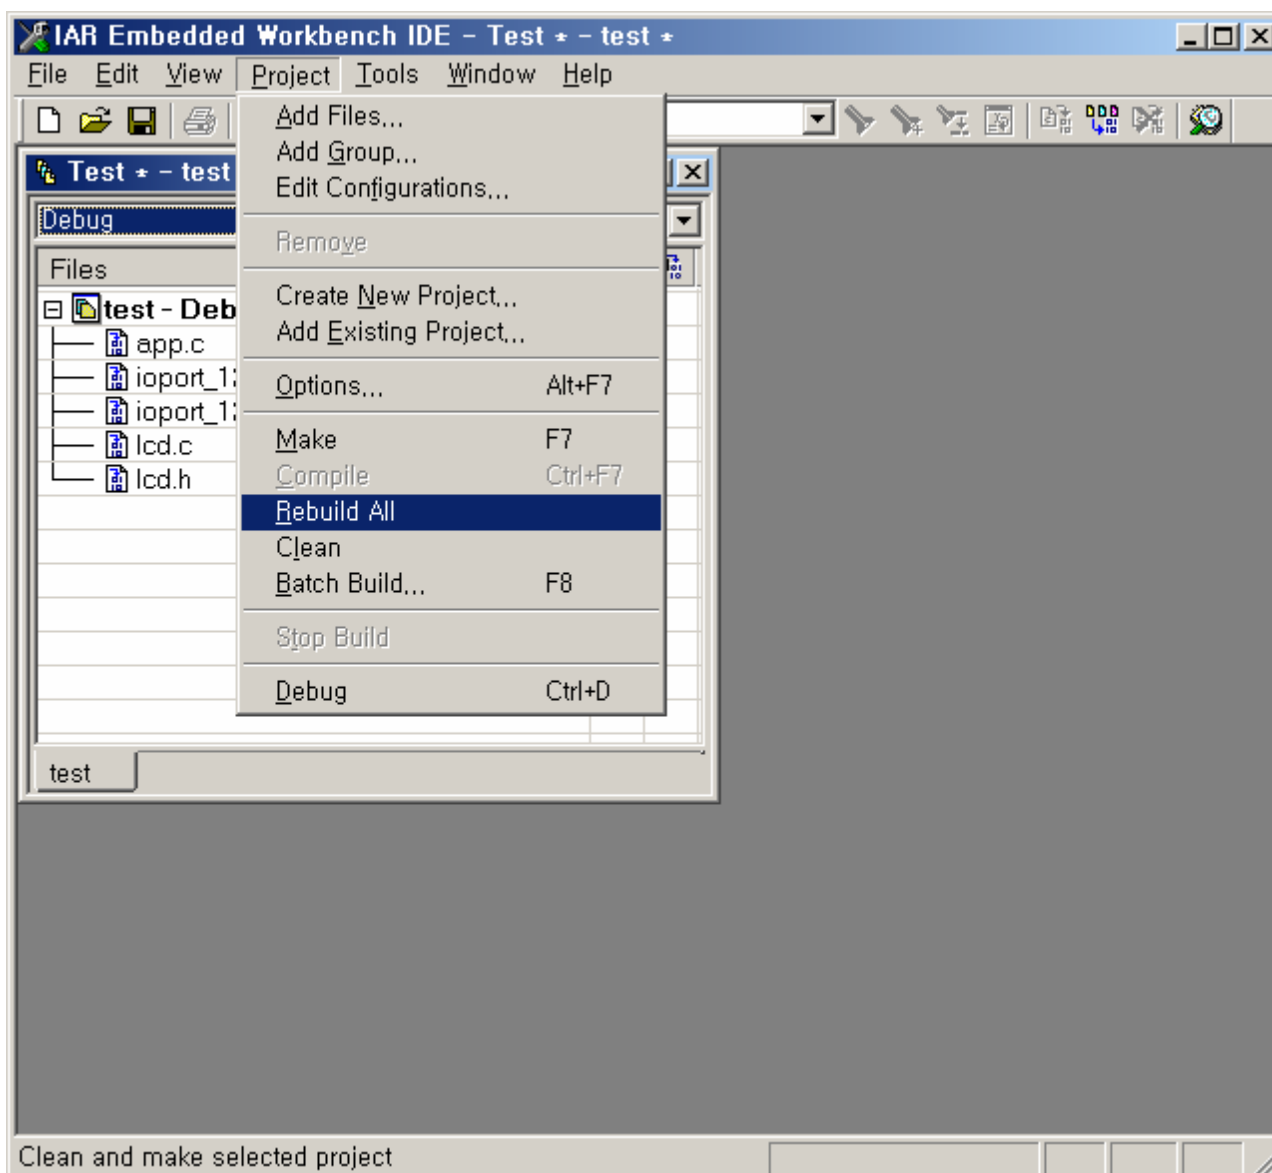 IAR Embedded Workbench IDE - Test * - test *
File Edit View Project Tools Window Help
Add Files...
Add Group...
Edit Configurations...
Remove
Create New Project...
Add Existing Project...
Options... Alt+F7
Make F7
Compile Ctrl+F7
Rebuild All
Clean
Batch Build... F8
Stop Build
Debug Ctrl+D
Test * - test
Debug
Files
test - Deb
app.c
ioport_12
ioport_12
lcd.c
lcd.h
test
Clean and make selected project